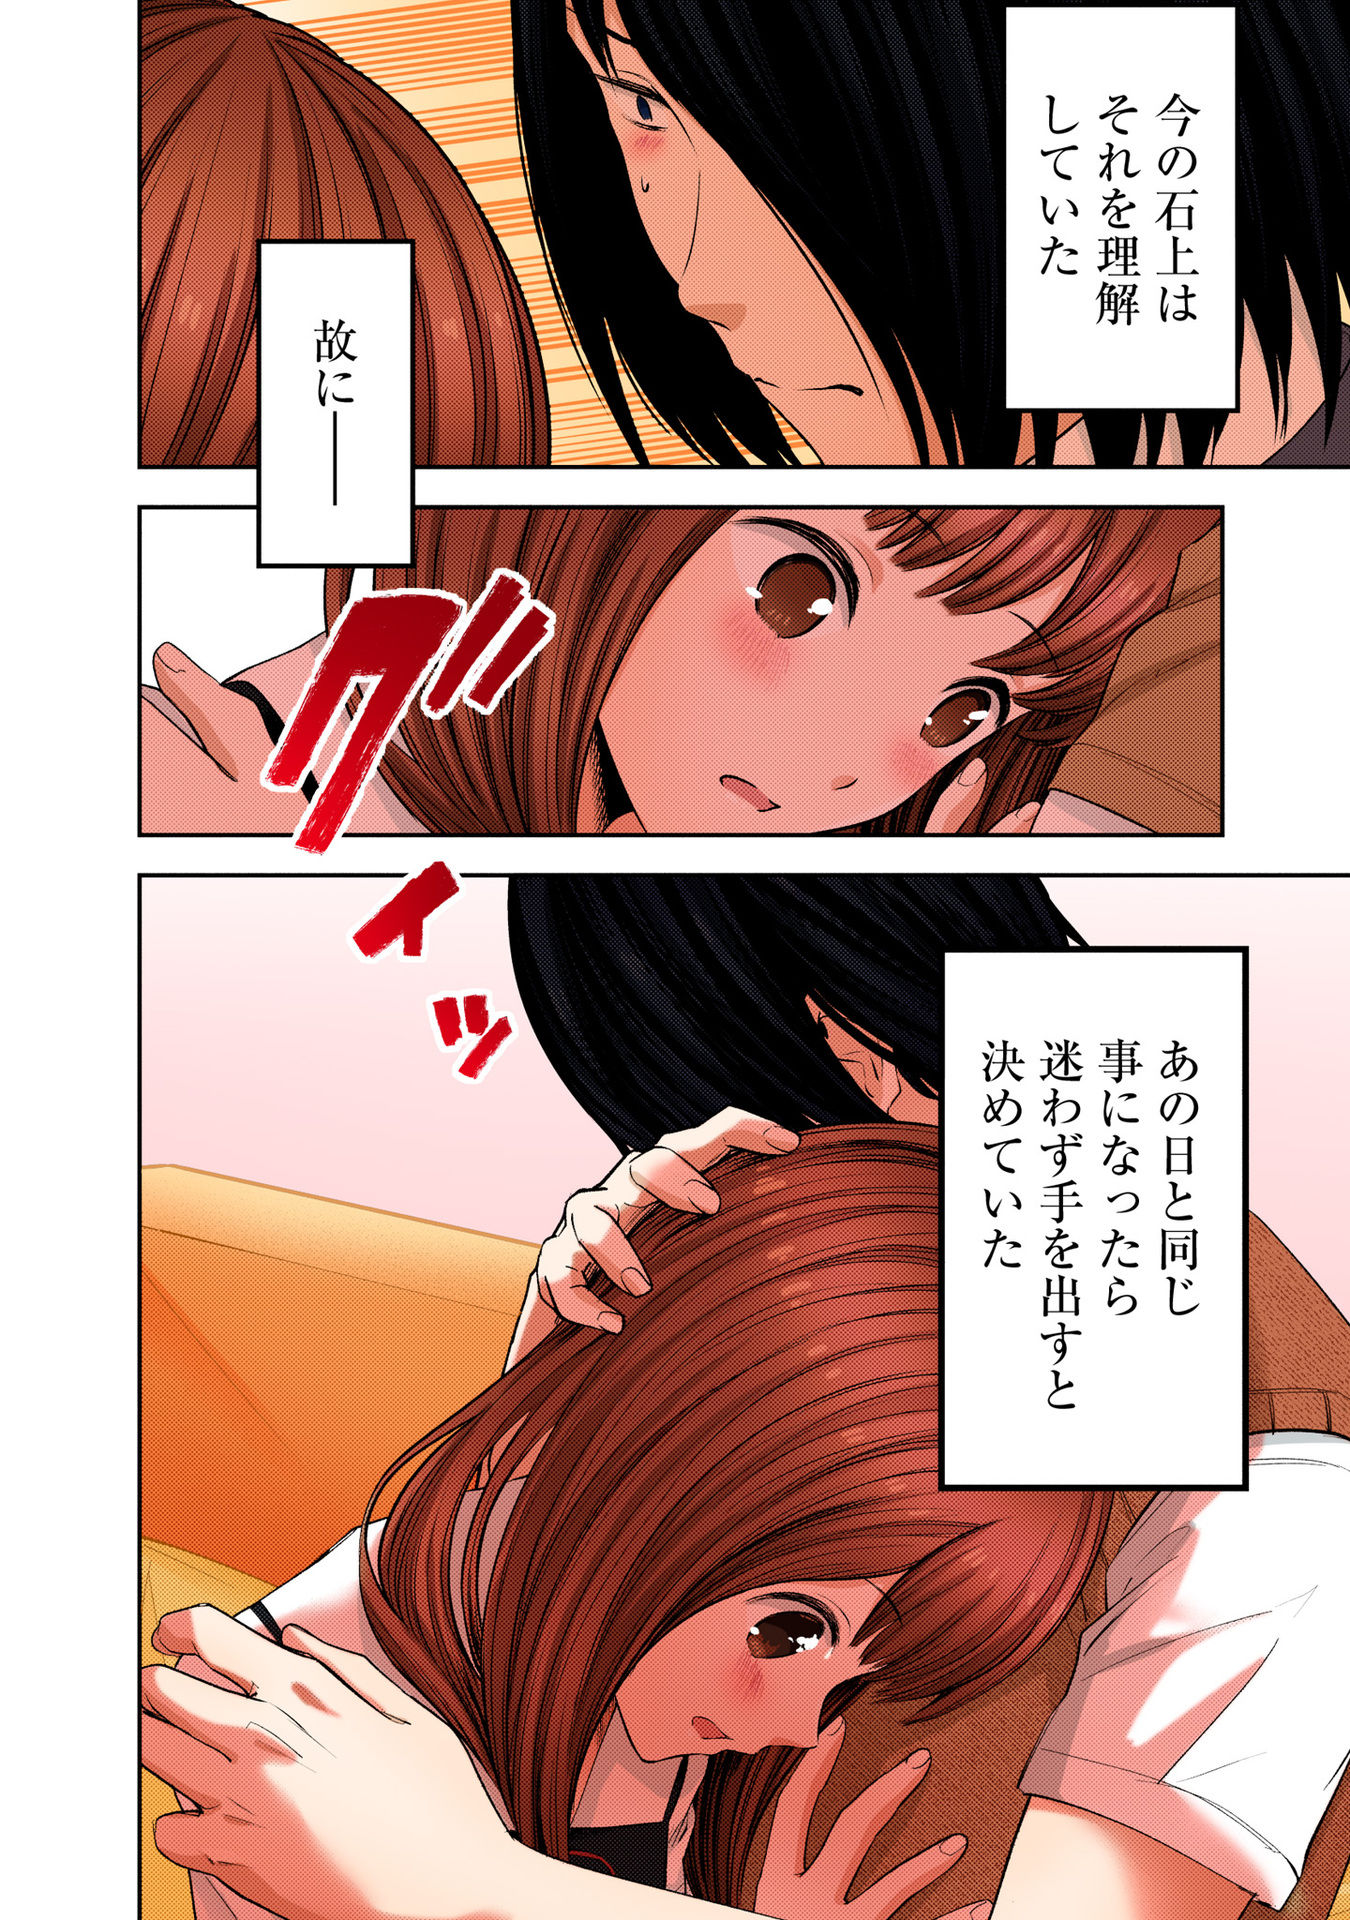 今の石上は
それを理解
していた
故に――
グイッ
あの日と同じ
事になったら
迷わず手を出すと
決めていた